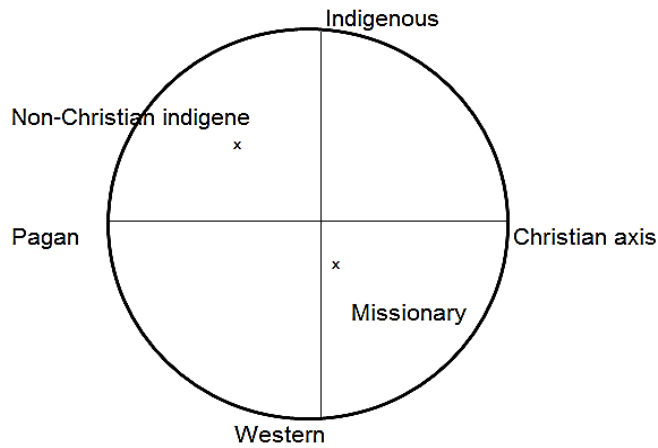 Indigenous
Non-Christian indigene
x
Pagan
Christian axis
x
Missionary
Western